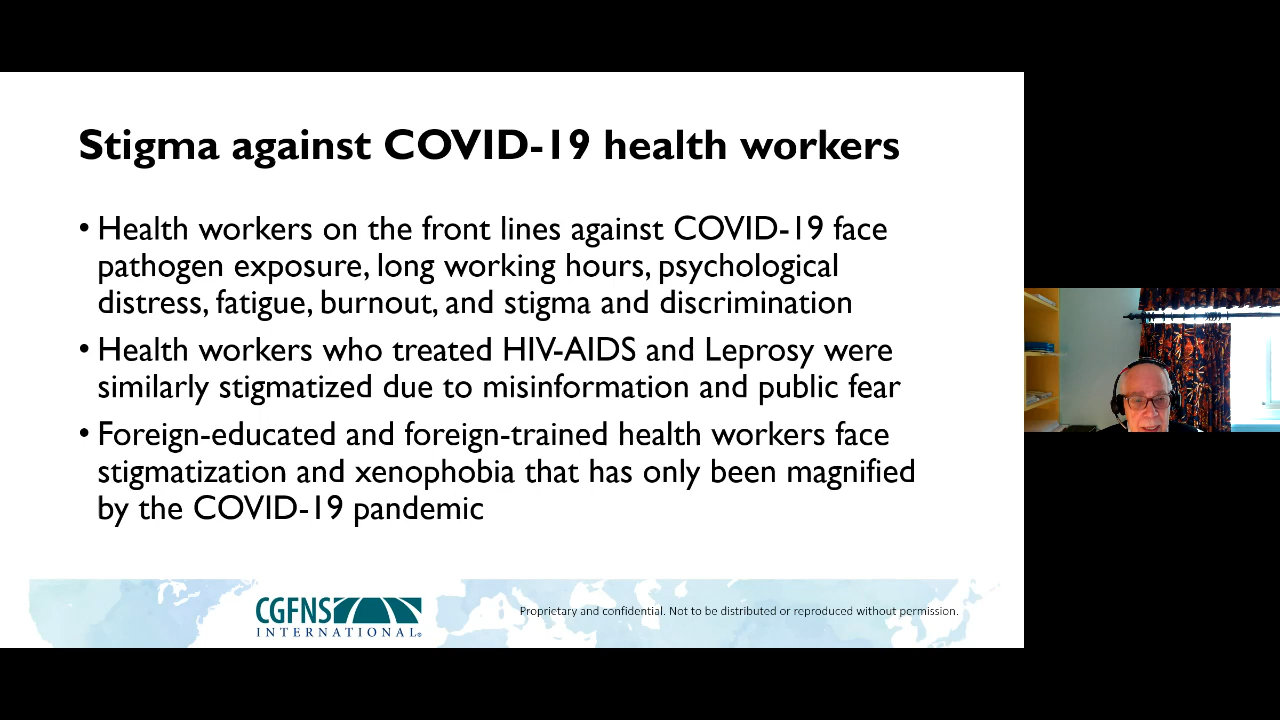 Stigma against COVID-19 health workers
• Health workers on the front lines against COVID-19 face
pathogen exposure, long working hours, psychological
distress, fatigue, burnout, and stigma and discrimination
• Health workers who treated HIV-AIDS and Leprosy were
similarly stigmatized due to misinformation and public fear
• Foreign-educated and foreign-trained health workers face
stigmatization and xenophobia that has only been magnified
by the COVID-19 pandemic
CGFNS
INTERNATIONAL®
Proprietary and confidential. Not to be distributed or reproduced without permission.